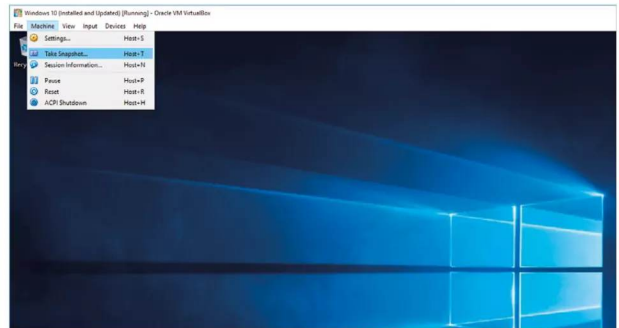 Windows 10 (Installed and Updated) [Running] - Oracle VM VirtualBox
File Machine View Input Devices Help
Settings... Host+S
Take Snapshot... Host+T
Session Information... Host+N
Pause Host+P
Reset Host+R
ACPI Shutdown Host+H
Recy